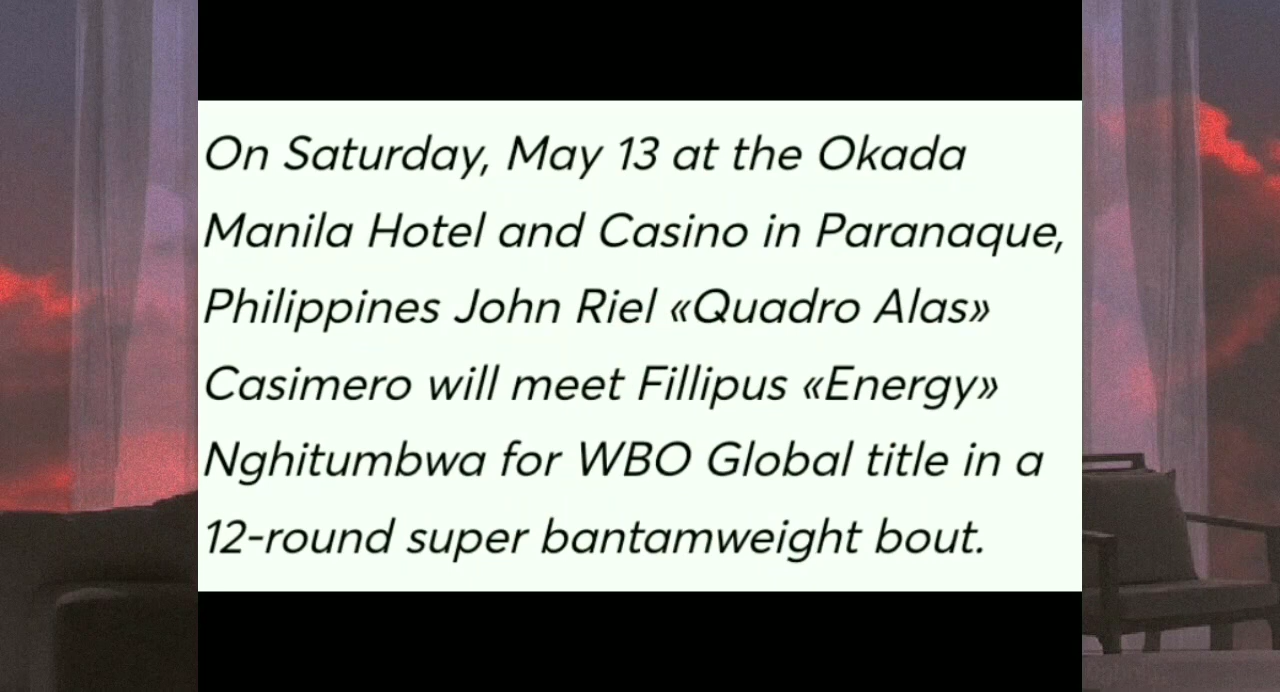 On Saturday, May 13 at the Okada
Manila Hotel and Casino in Paranaque,
Philippines John Riel «Quadro Alas»
Casimero will meet Fillipus «Energy»
Nghitumbwa for WBO Global title in a
12-round super bantamweight bout.